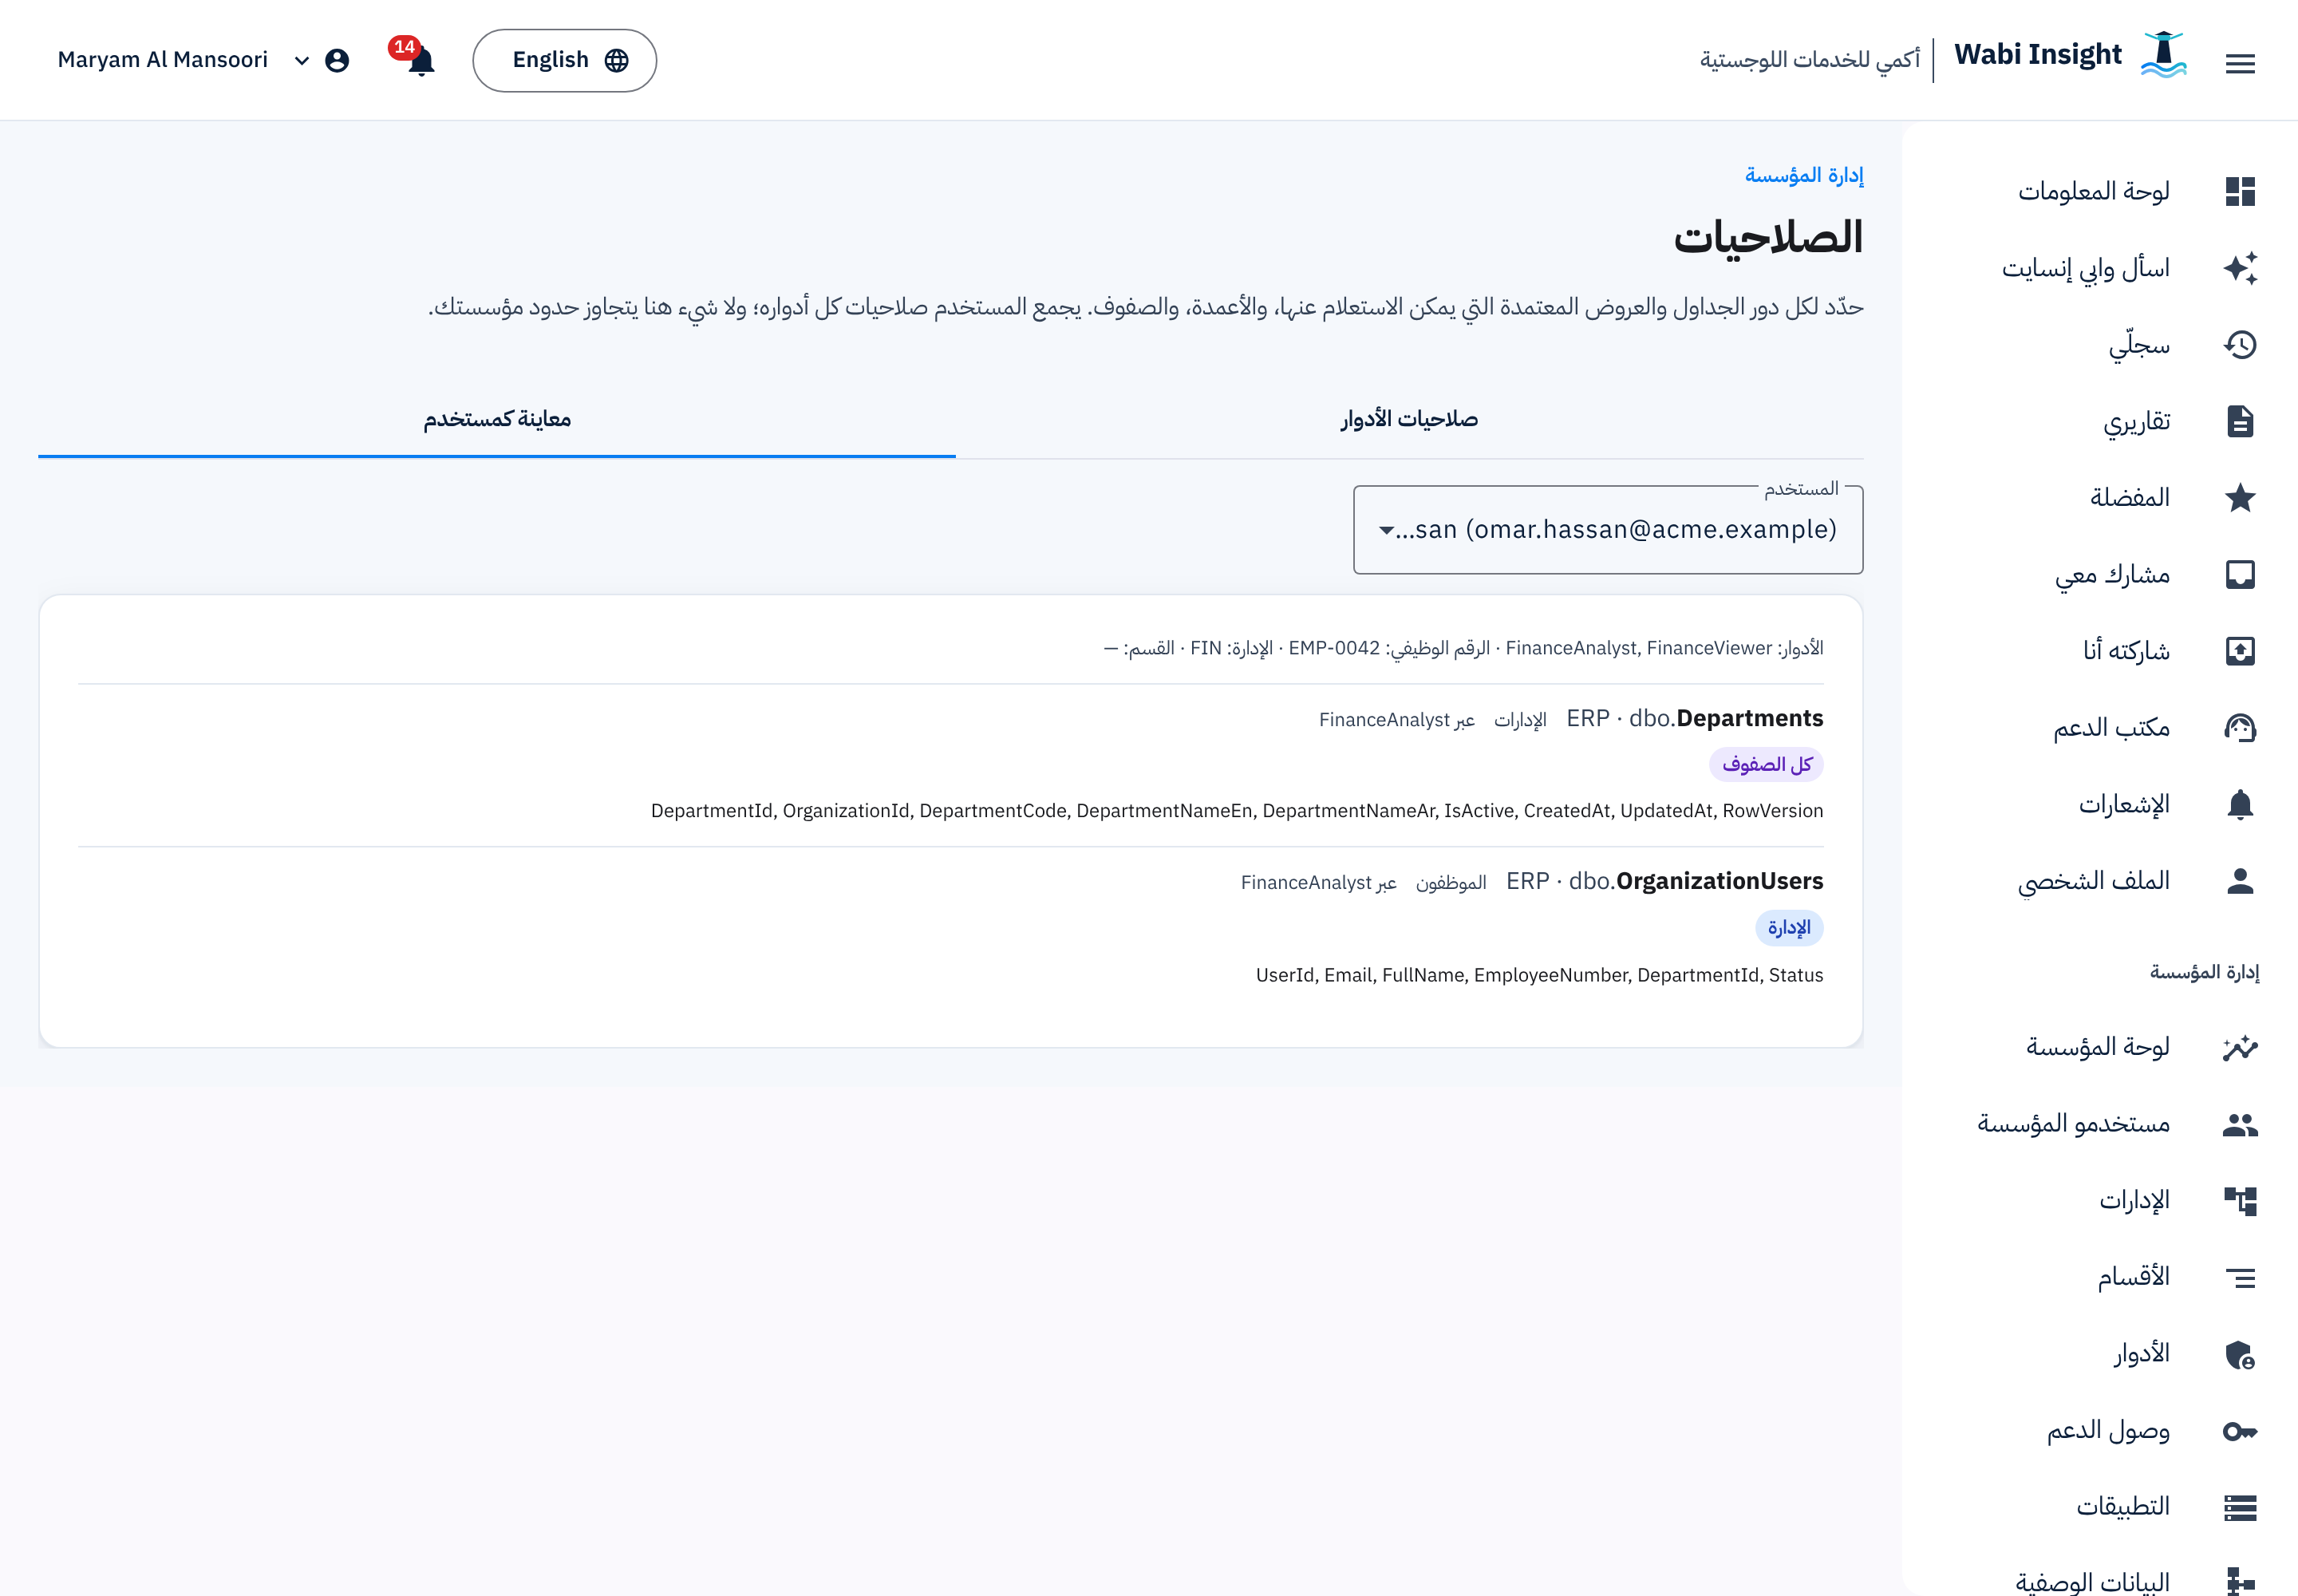 Wabi Insight | أكمي للخدمات اللوجستية
English
14
Maryam Al Mansoori
لوحة المعلومات
اسأل وابي إنسايت
سجلّي
تقاريري
المفضلة
مشارك معي
شاركته أنا
مكتب الدعم
الإشعارات
الملف الشخصي
إدارة المؤسسة
لوحة المؤسسة
مستخدمو المؤسسة
الإدارات
الأقسام
الأدوار
وصول الدعم
التطبيقات
البيانات الوصفية
إدارة المؤسسة
الصلاحيات
حدّد لكل دور الجداول والعروض المعتمدة التي يمكن الاستعلام عنها، والأعمدة، والصفوف. يجمع المستخدم صلاحيات كل أدواره؛ ولا شيء هنا يتجاوز حدود مؤسستك.
صلاحيات الأدوار
معاينة كمستخدم
المستخدم
...san (omar.hassan@acme.example)
الأدوار: FinanceAnalyst, FinanceViewer · الرقم الوظيفي: EMP-0042 · الإدارة: FIN · القسم: —
ERP · dbo.Departments الإدارات عبر FinanceAnalyst
كل الصفوف
DepartmentId, OrganizationId, DepartmentCode, DepartmentNameEn, DepartmentNameAr, IsActive, CreatedAt, UpdatedAt, RowVersion
ERP · dbo.OrganizationUsers الموظفون عبر FinanceAnalyst
الإدارة
UserId, Email, FullName, EmployeeNumber, DepartmentId, Status